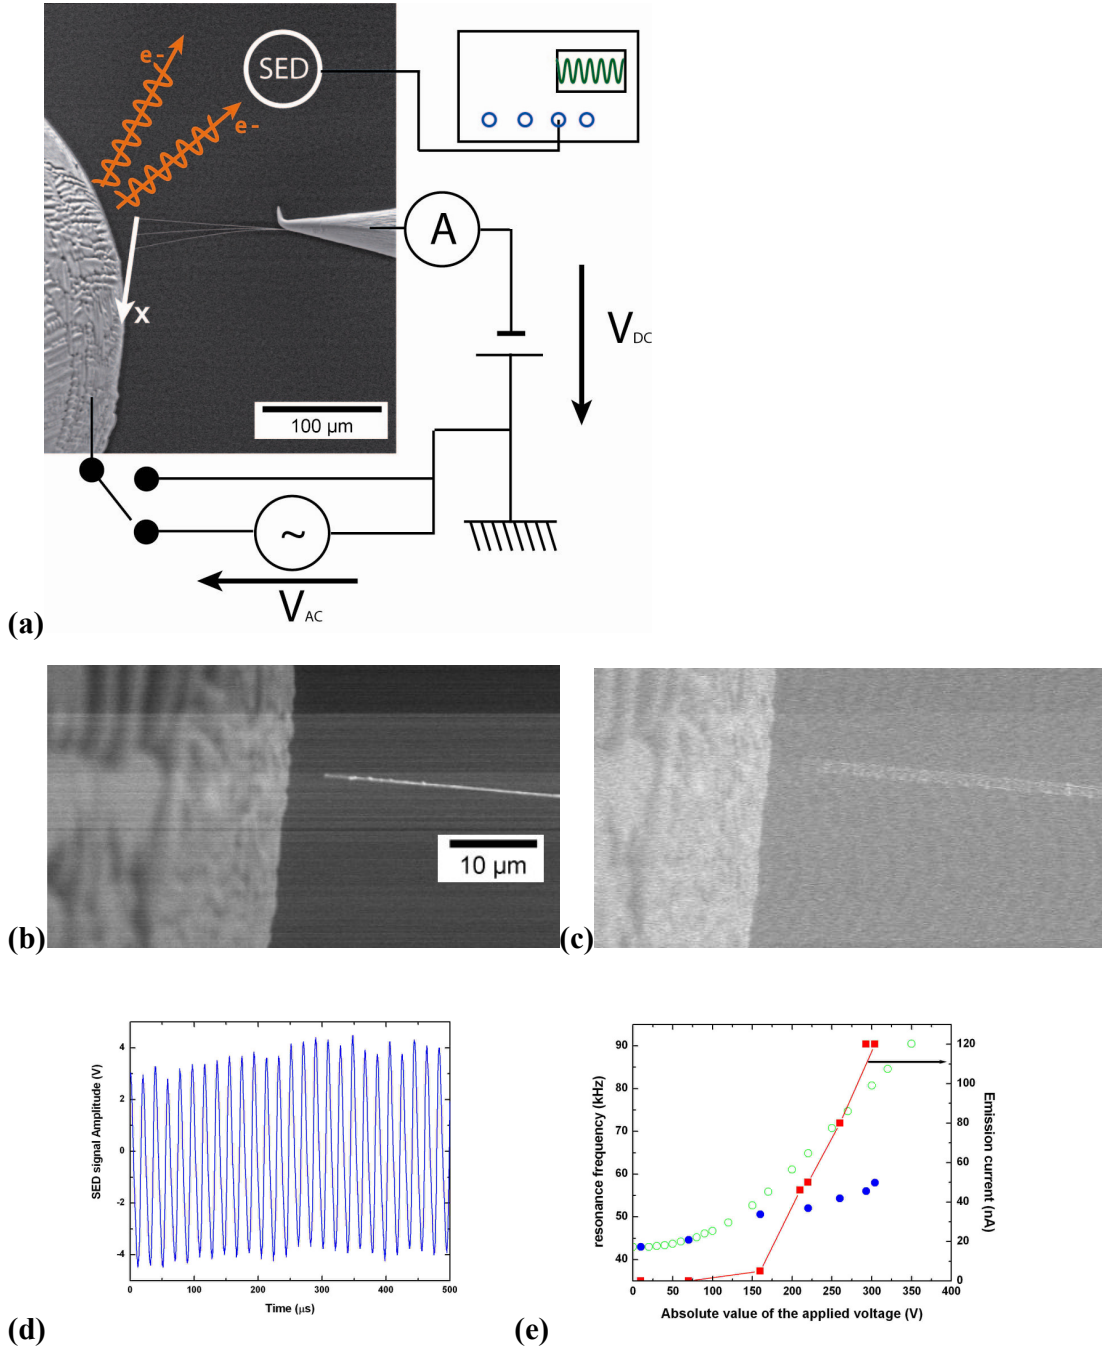 e -
SED
e -
A
x
V DC
100 µm
~
V AC
(a)
10 µm
(b)
(c)
SED signal Amplitude (V)
4
2
0
-2
-4
0 100 200 300 400 500
Time (µs)
(d)
resonance frequency (kHz)
90
80
70
60
50
40
120
100
80
60
40
20
0
Emission current (nA)
0 50 100 150 200 250 300 350 400
Absolute value of the applied voltage (V)
(e)